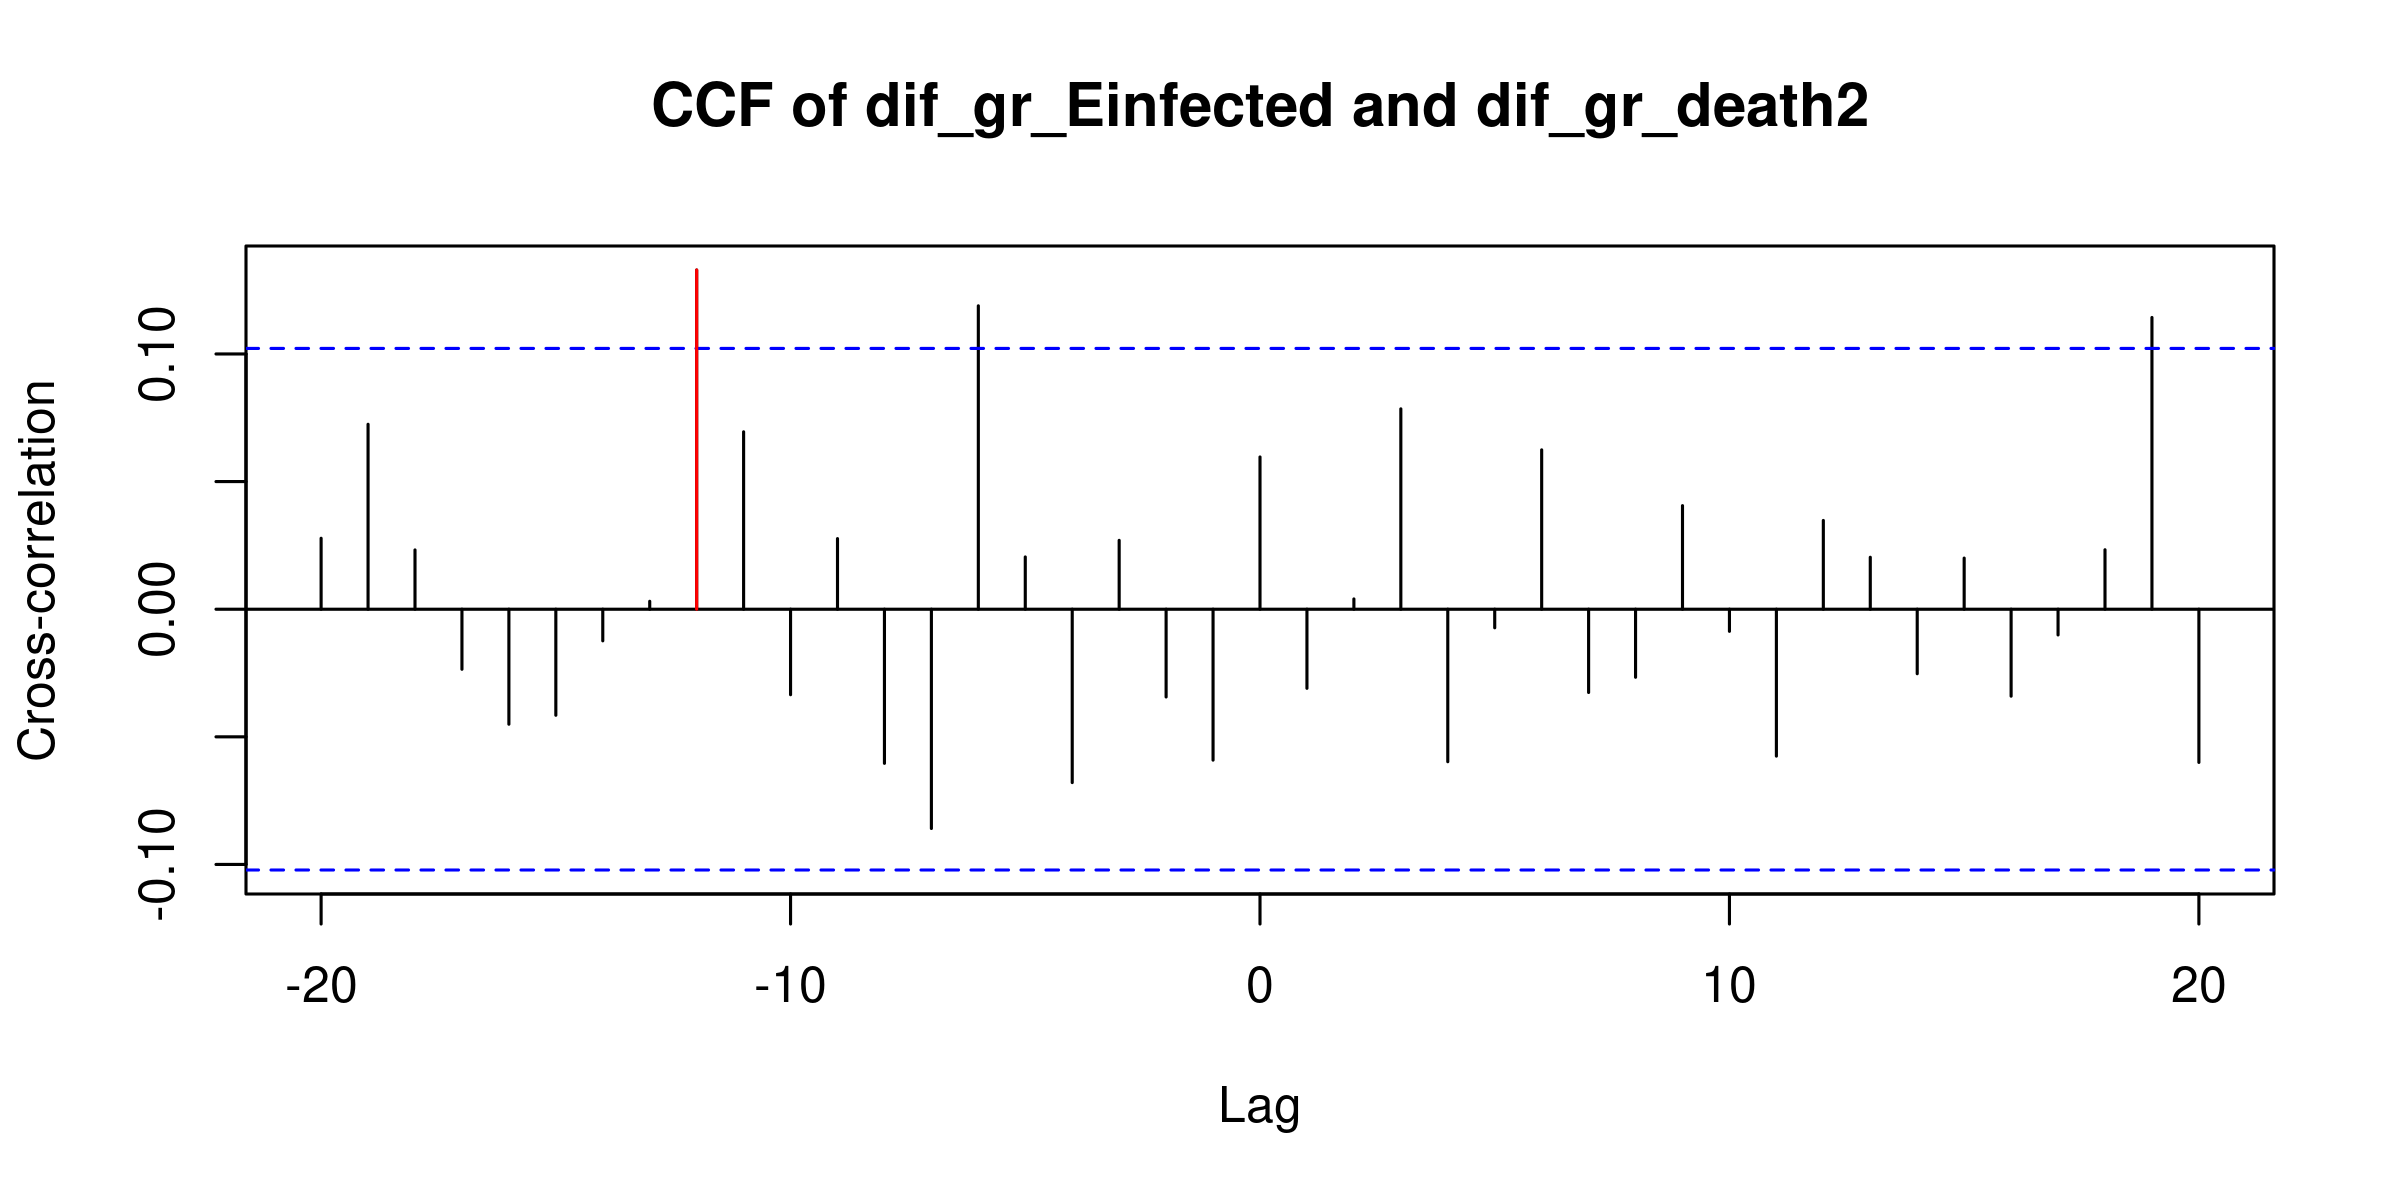 CCF of dif_gr_Einfected and dif_gr_death2
Cross-correlation
0.10
0.00
-0.10
-20 -10 0 10 20
Lag